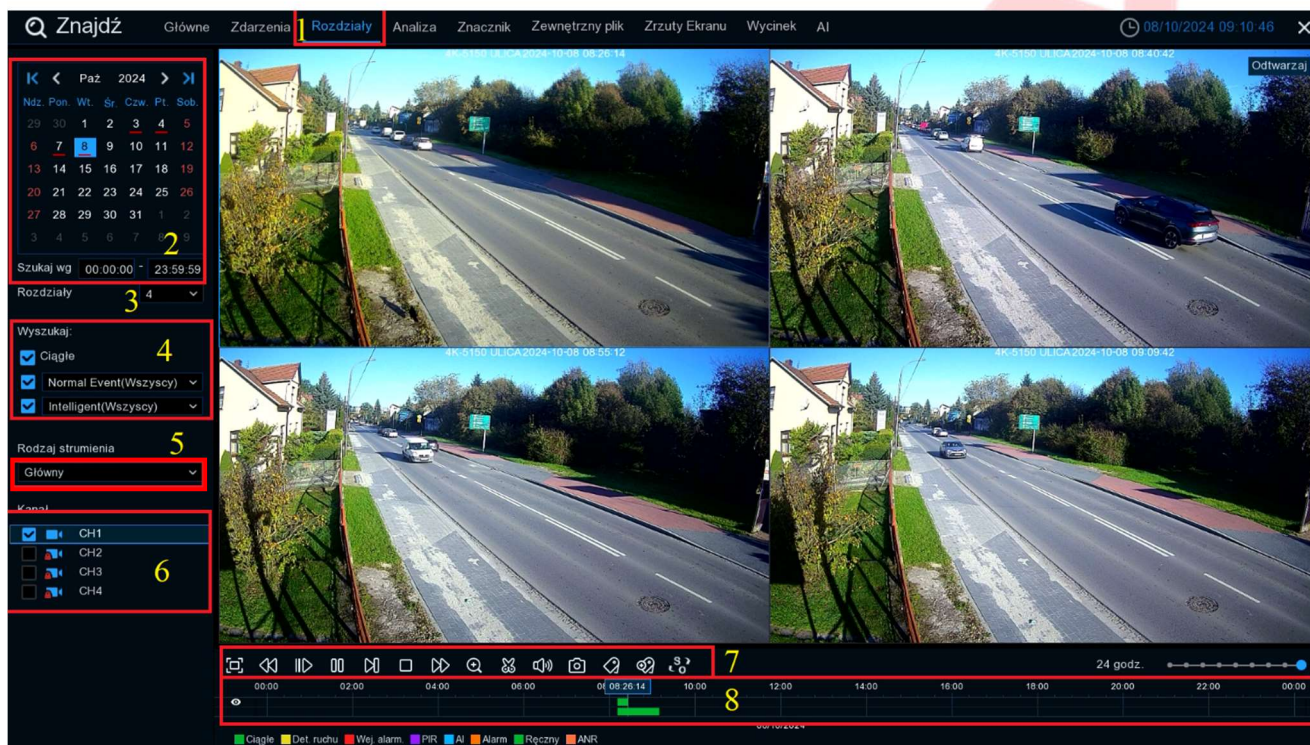 Znajdź Główne Zdarzenia 1 Rozdziały Analiza Znacznik Zewnętrzny plik Zrzuty Ekranu Wycinek AI 08/10/2024 09:10:46
Paź 2024
Ndz. Pon. Wt. Śr. Czw. Pt. Sob.
29 30 1 2 3 4 5
6 7 8 9 10 11 12
13 14 15 16 17 18 19
20 21 22 23 24 25 26
27 28 29 30 31 1 2
3 4 5 6 7 8 9
2
Szukaj wg 00:00:00 - 23:59:59
Rozdziały 4
3
Wyszukaj:
4
Ciągłe
Normal Event(Wszyscy)
Intelligent(Wszyscy)
5
Rodzaj strumienia
Główny
Kanał
CH1
CH2
CH3
CH4
6
4K-5150 ULICA 2024-10-08 08:26:14
4K-5150 ULICA 2024-10-08 08:40:42
Odtwarzaj
4K-5150 ULICA 2024-10-08 08:55:12
4K-5150 ULICA 2024-10-08 09:09:42
7
24 godz.
00:00 02:00 04:00 06:00 08:26:14 10:00 12:00 14:00 16:00 18:00 20:00 22:00 00:00
8
08/10/2024
Ciągłe Det. ruchu Wej. alarm. PIR AI Alarm Ręczny ANR